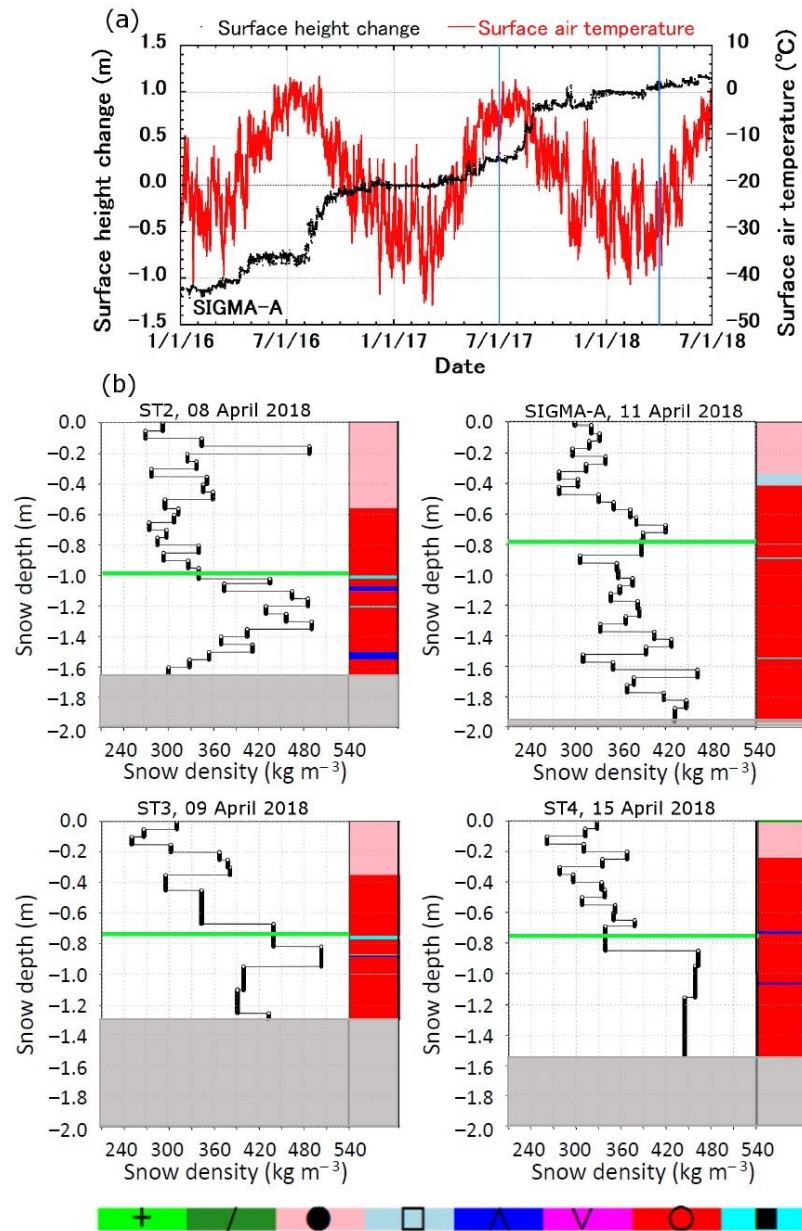 (a)
Surface height change
Surface air temperature
Surface height change (m)
1.5
1.0
0.5
0.0
−0.5
−1.0
−1.5
10
0
−10
−20
−30
−40
−50
Surface air temperature (°C)
SIGMA-A
1/1/16 7/1/16 1/1/17 7/1/17 1/1/18 7/1/18
Date
(b)
ST2, 08 April 2018
Snow depth (m)
0.0
−0.2
−0.4
−0.6
−0.8
−1.0
−1.2
−1.4
−1.6
−1.8
−2.0
240 300 360 420 480 540
Snow density (kg m⁻³)
SIGMA-A, 11 April 2018
Snow depth (m)
0.0
−0.2
−0.4
−0.6
−0.8
−1.0
−1.2
−1.4
−1.6
−1.8
−2.0
240 300 360 420 480 540 600
Snow density (kg m⁻³)
ST3, 09 April 2018
Snow depth (m)
0.0
−0.2
−0.4
−0.6
−0.8
−1.0
−1.2
−1.4
−1.6
−1.8
−2.0
240 300 360 420 480 540
Snow density (kg m⁻³)
ST4, 15 April 2018
Snow depth (m)
0.0
−0.2
−0.4
−0.6
−0.8
−1.0
−1.2
−1.4
−1.6
−1.8
−2.0
240 300 360 420 480 540 600
Snow density (kg m⁻³)
+ / ● □ ∧ ∨ ○ ■